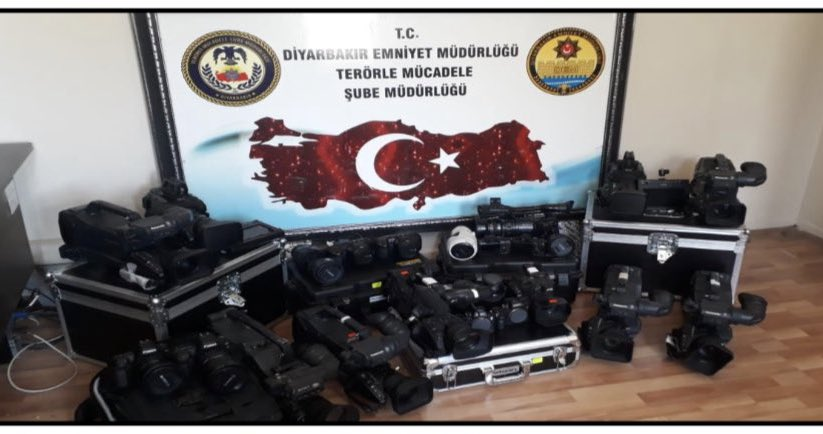 T.C.
DİYARBAKIR EMNİYET MÜDÜRLÜĞÜ
TERÖRLE MÜCADELE
ŞUBE MÜDÜRLÜĞÜ